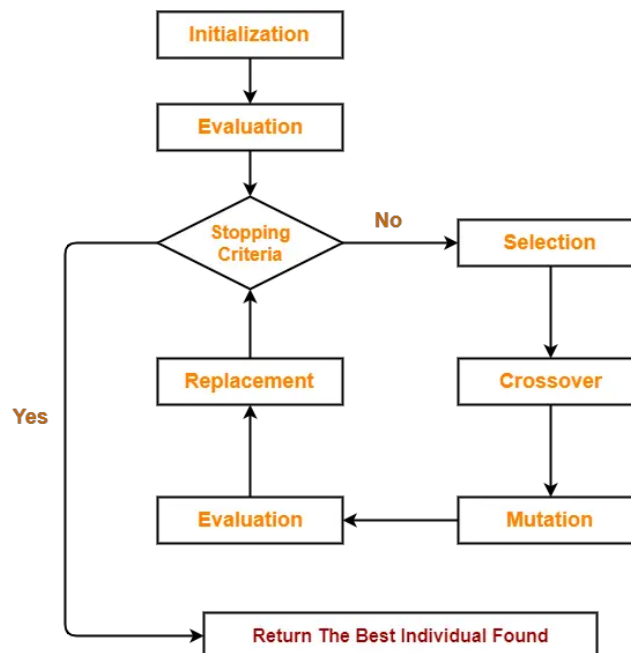 Initialization
Evaluation
Stopping
Criteria
No
Selection
Replacement
Crossover
Yes
Evaluation
Mutation
Return The Best Individual Found